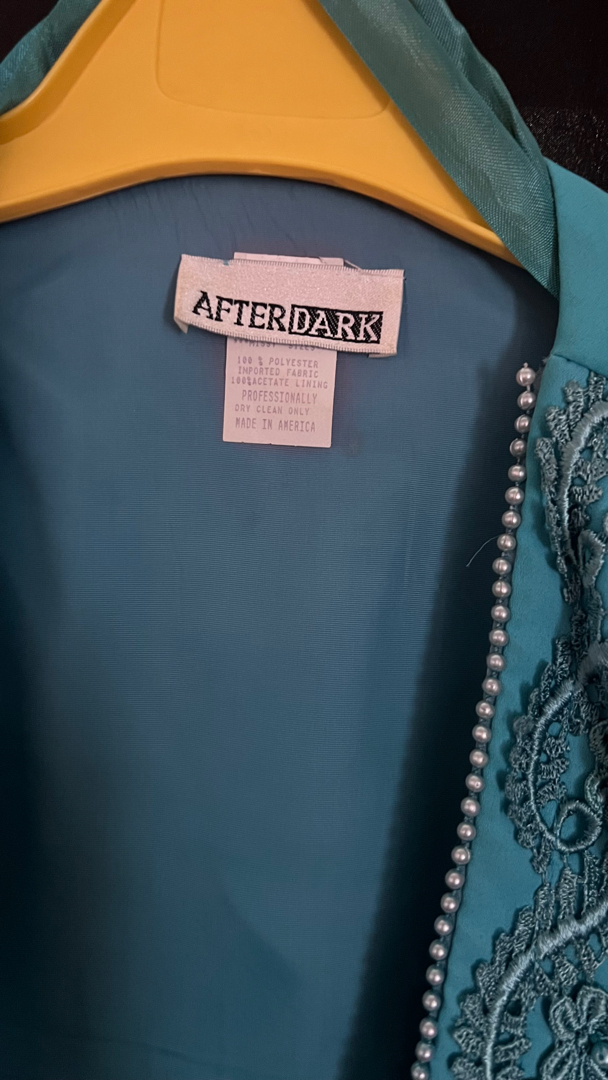 AFTERDARK
100 % POLYESTER
IMPORTED FABRIC
100%ACETATE LINING
PROFESSIONALLY
DRY CLEAN ONLY
MADE IN AMERICA